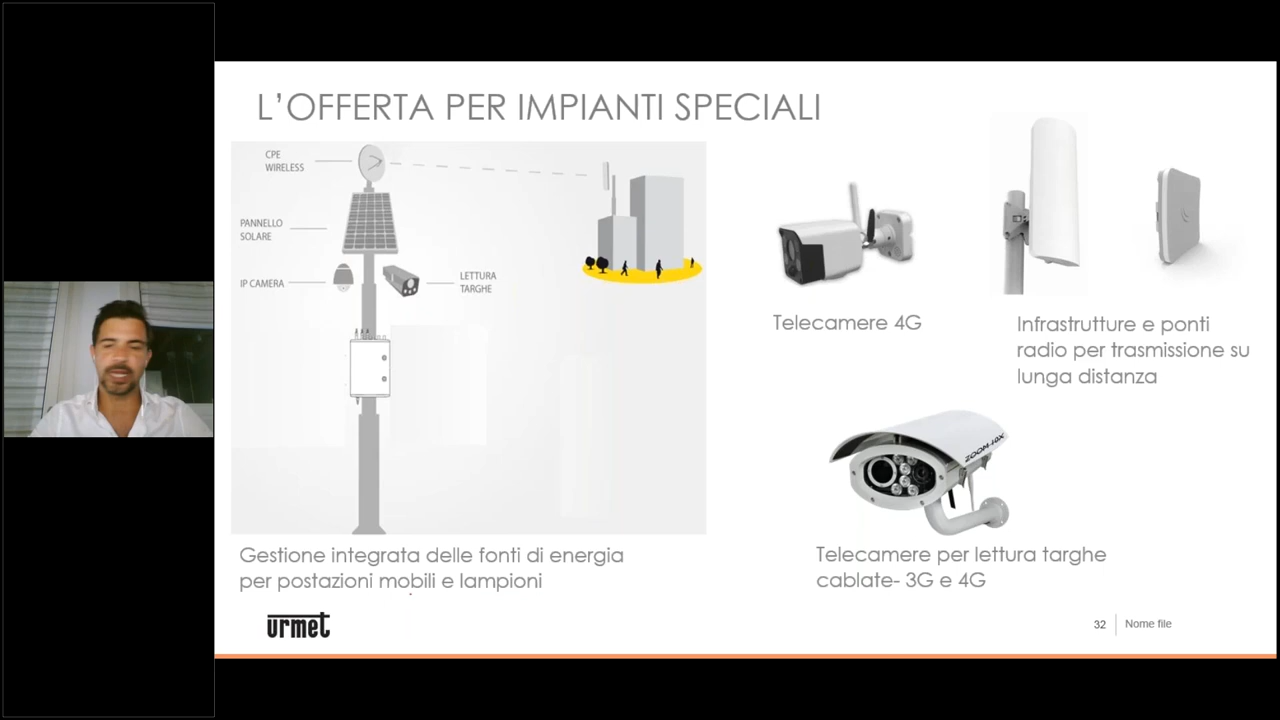 L'OFFERTA PER IMPIANTI SPECIALI
CPE
WIRELESS
PANNELLO
SOLARE
IP CAMERA
LETTURA
TARGHE
Gestione integrata delle fonti di energia
per postazioni mobili e lampioni
Telecamere 4G
Infrastrutture e ponti
radio per trasmissione su
lunga distanza
ZOOM-HX
Telecamere per lettura targhe
cablate- 3G e 4G
urmet
32
Nome file